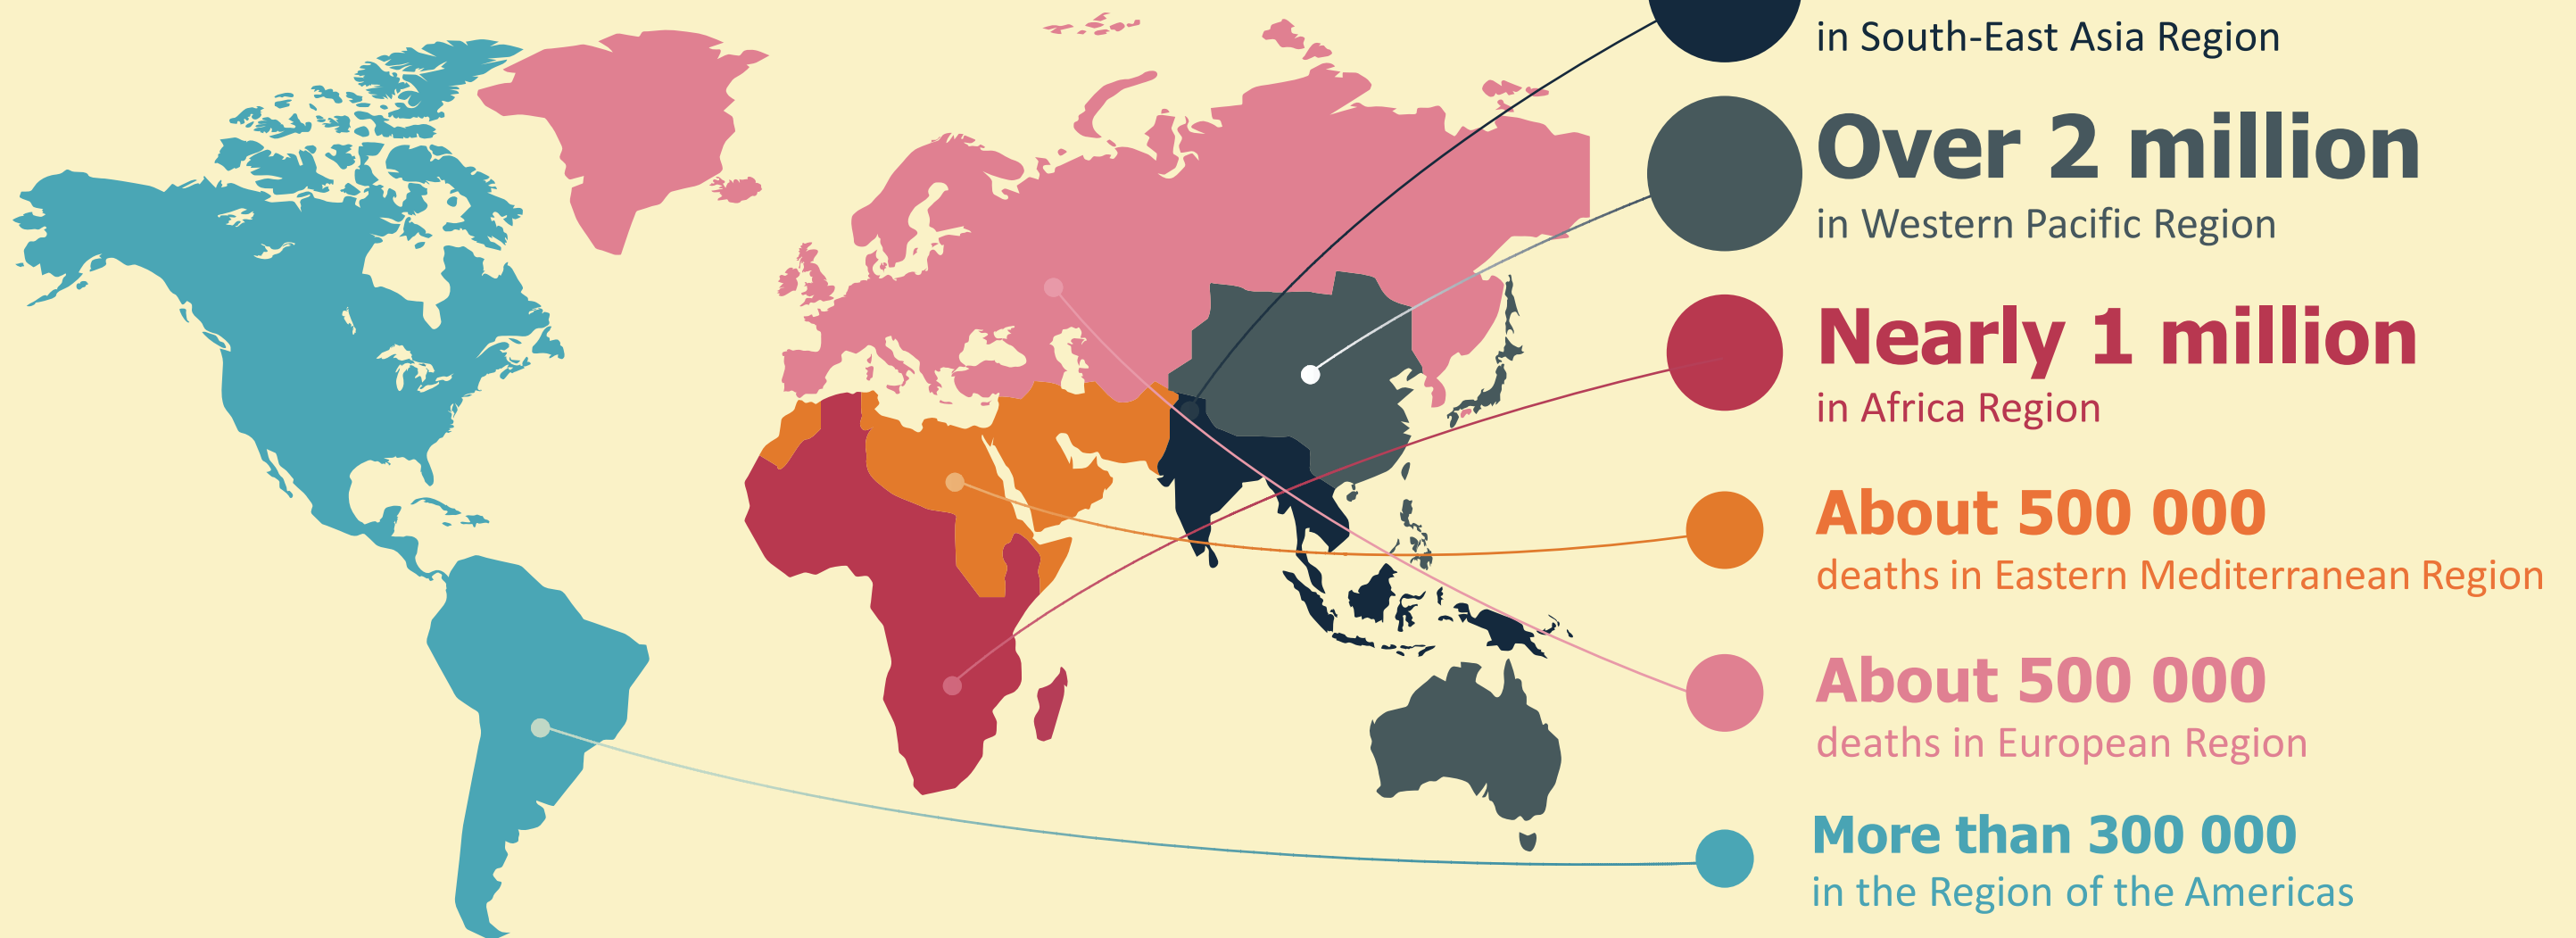 in South-East Asia Region
Over 2 million
in Western Pacific Region
Nearly 1 million
in Africa Region
About 500 000
deaths in Eastern Mediterranean Region
About 500 000
deaths in European Region
More than 300 000
in the Region of the Americas